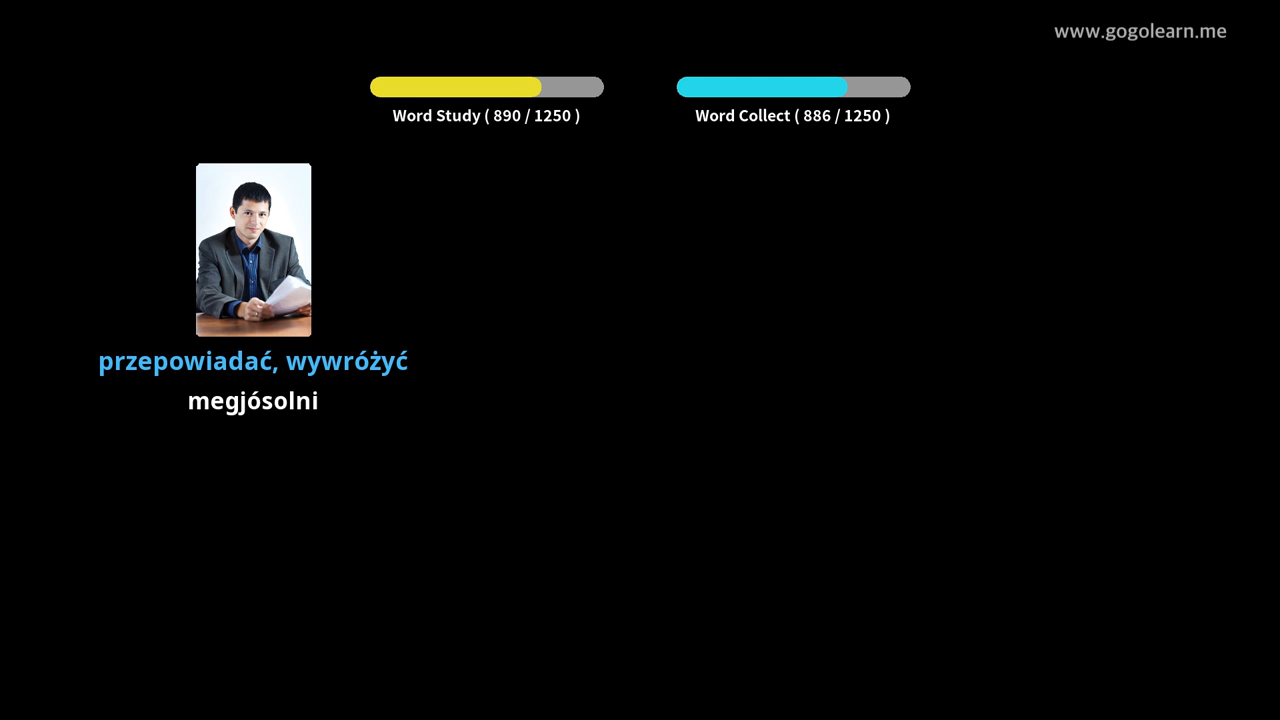 www.gogolearn.me
Word Study ( 890 / 1250 )
Word Collect ( 886 / 1250 )
przepowiadać, wywróżyć
megjósolni